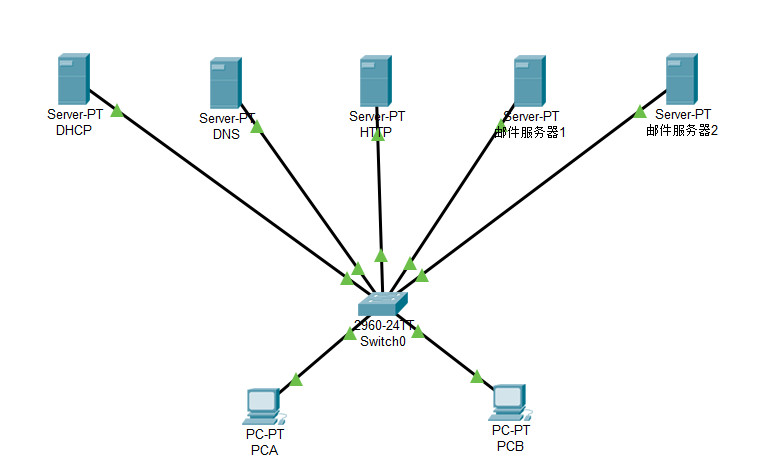 Server-PT
DHCP
Server-PT
DNS
Server-PT
HTTP
Server-PT
邮件服务器1
Server-PT
邮件服务器2
2960-24TT
Switch0
PC-PT
PCA
PC-PT
PCB